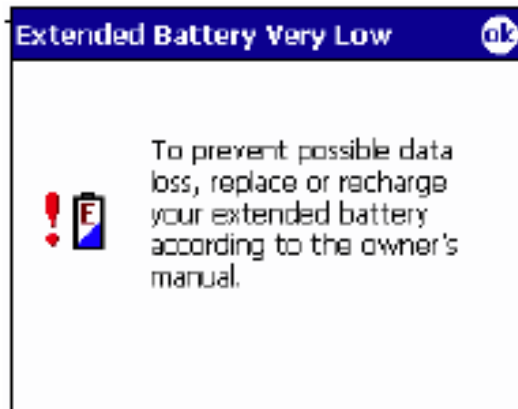 Extended Battery Very Low ok
To prevent possible data
loss, replace or recharge
your extended battery
according to the owner's
manual.
E